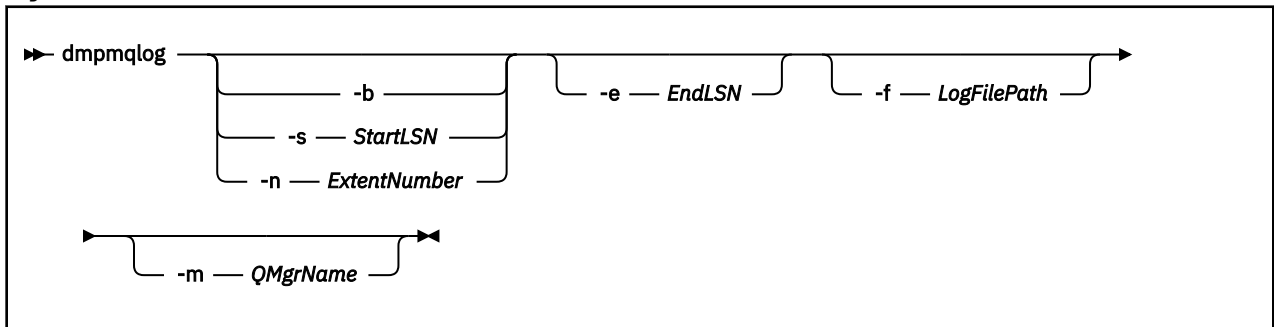 dmpmqlog
-b
-e EndLSN
-f LogFilePath
-s StartLSN
-n ExtentNumber
-m QMgrName